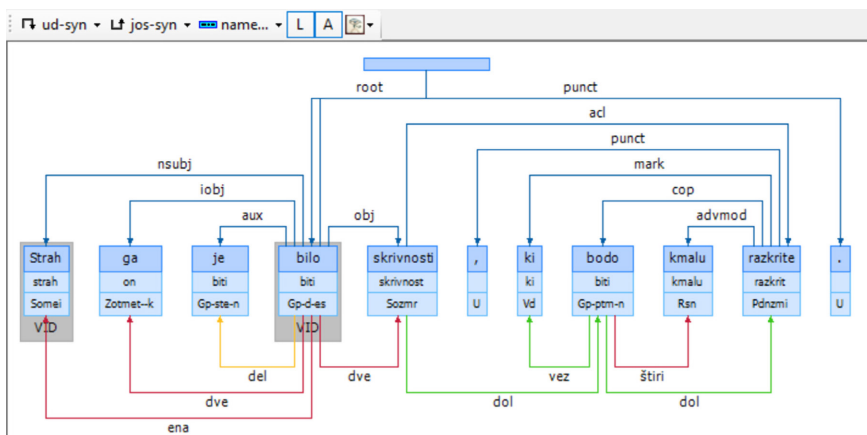 ud-syn jos-syn name... L A
root punct
acl
punct
nsubj mark
iobj cop
aux obj advmod
Strah ga je bilo skrivnosti , ki bodo kmalu razkrite .
strah on biti biti skrivnost ki biti kmalu razkrit
Somei Zotmet--k Gp-ste-n Gp-d-es Sozmr U Vd Gp-ptm-n Rsn Pdnzmi U
VID VID
del dve vez štiri
dve dol dol
ena